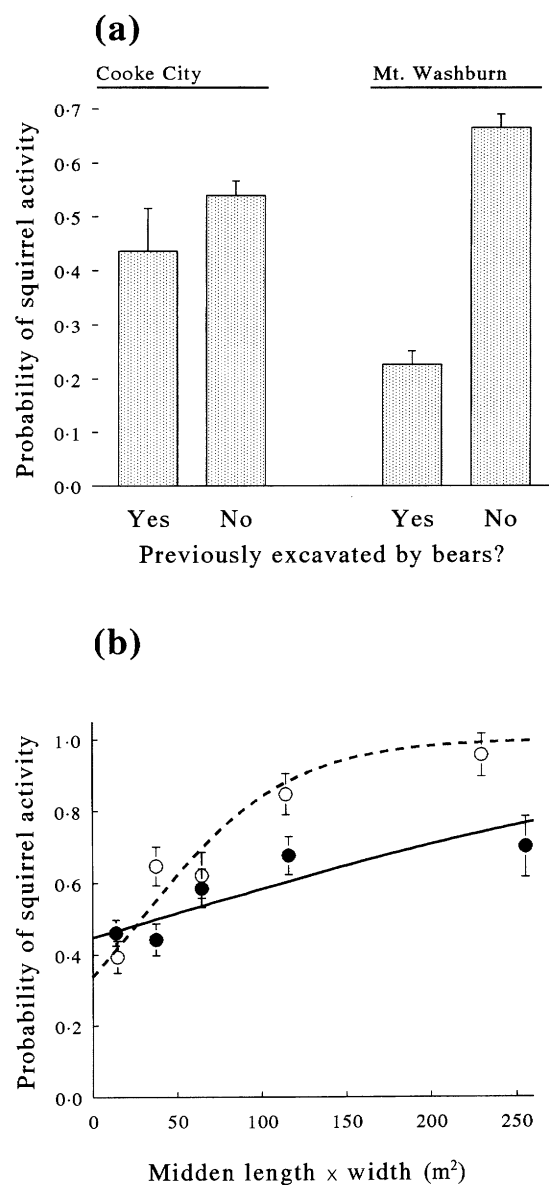 (a)
Cooke City Mt. Washburn
Probability of squirrel activity
0·7
0·6
0·5
0·4
0·3
0·2
0·1
0·0
Yes No Yes No
Previously excavated by bears?
(b)
Probability of squirrel activity
1·0
0·8
0·6
0·4
0·2
0·0
0 50 100 150 200 250
Midden length × width (m²)